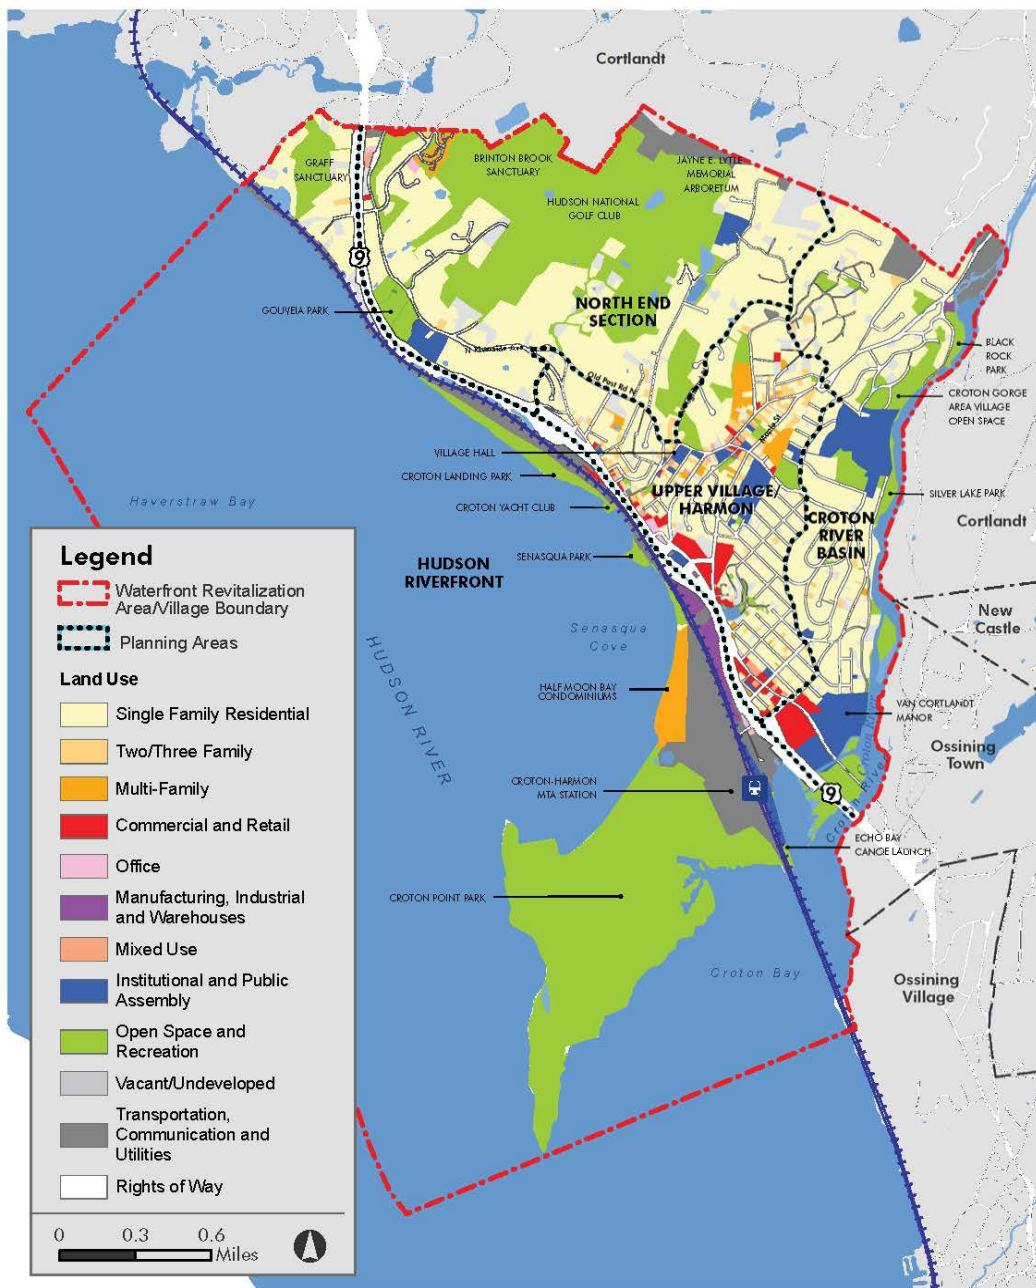 Cortlandt
GRAFF
SANCTUARY
BRINTON BROOK
SANCTUARY
JAYNE E. LYTLE
MEMORIAL
ARBORETUM
HUDSON NATIONAL
GOLF CLUB
9
NORTH END
SECTION
GOUVEIA PARK
N Riverside Ave
Old Post Rd N
BLACK
ROCK
PARK
CROTON GORGE
AREA VILLAGE
OPEN SPACE
Maple St
VILLAGE HALL
CROTON LANDING PARK
CROTON YACHT CLUB
UPPER VILLAGE/
HARMON
CROTON
RIVER
BASIN
SILVER LAKE PARK
Cortlandt
Haverstraw Bay
SENASQUA PARK
HUDSON
RIVERFRONT
New
Castle
Senasqua
Cove
HUDSON RIVER
HALF MOON BAY
CONDOMINIUMS
VAN CORTLANDT
MANOR
Croton River
Ossining
Town
CROTON-HARMON
MTA STATION
9
Croton River
ECHO BAY
CANOE LAUNCH
CROTON POINT PARK
Croton Bay
Ossining
Village
Legend
Waterfront Revitalization
Area/Village Boundary
Planning Areas
Land Use
Single Family Residential
Two/Three Family
Multi-Family
Commercial and Retail
Office
Manufacturing, Industrial
and Warehouses
Mixed Use
Institutional and Public
Assembly
Open Space and
Recreation
Vacant/Undeveloped
Transportation,
Communication and
Utilities
Rights of Way
0 0.3 0.6
Miles